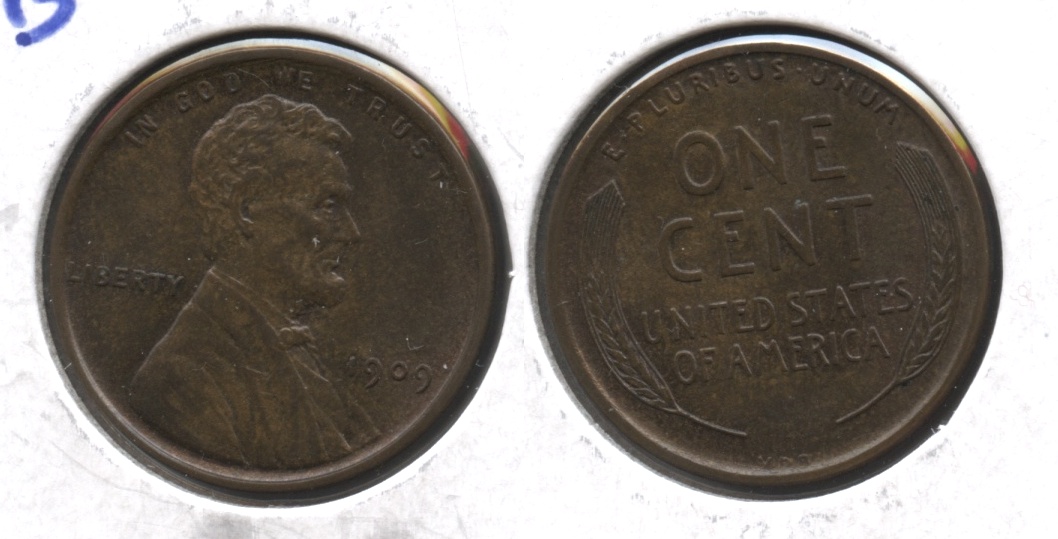 B
IN GOD WE TRUST
LIBERTY
1909
E·PLURIBUS·UNUM
ONE
CENT
UNITED STATES
OF AMERICA
V.D.B.